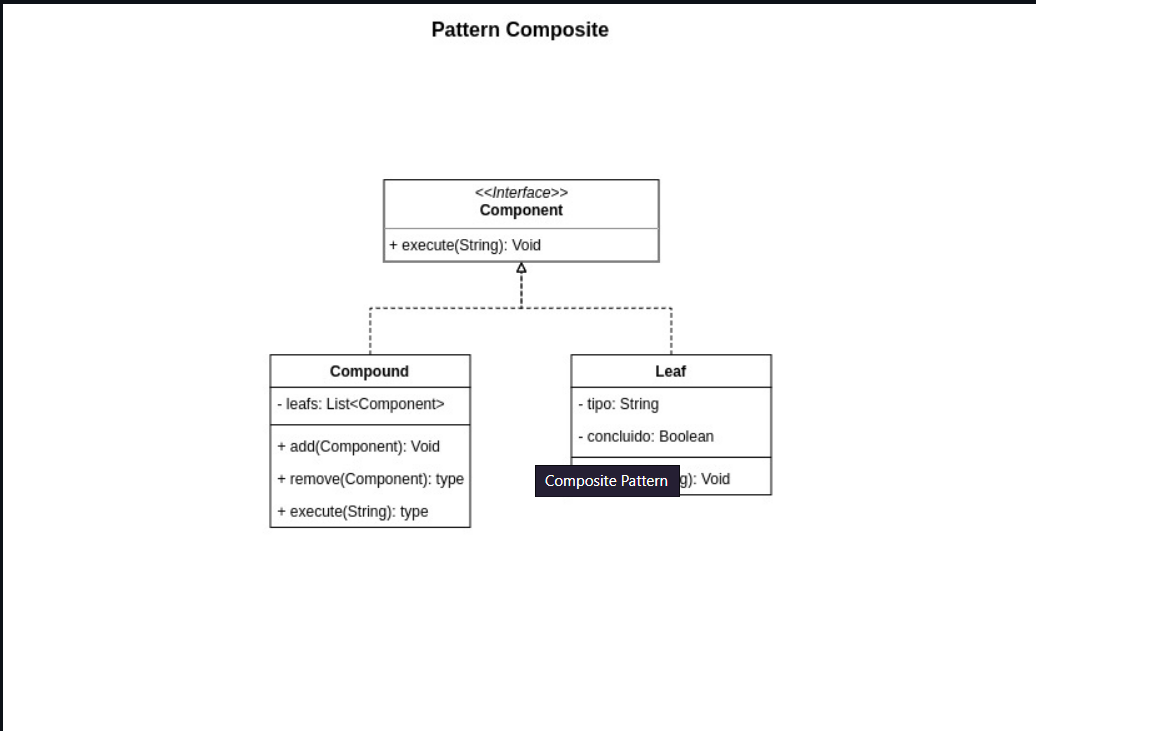 Pattern Composite
<<Interface>>
Component
+ execute(String): Void
Compound
- leafs: List<Component>
+ add(Component): Void
+ remove(Component): type
+ execute(String): type
Leaf
- tipo: String
- concluido: Boolean
Composite Pattern
g): Void